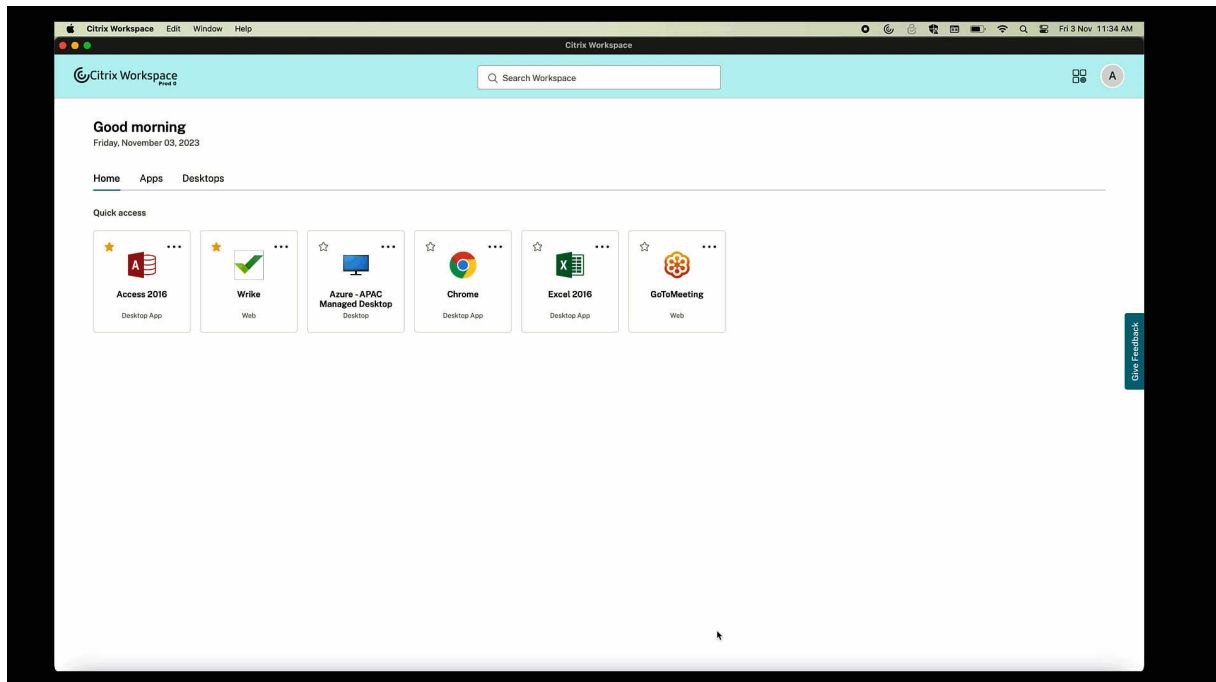 Citrix Workspace Edit Window Help Fri 3 Nov 11:34 AM
Citrix Workspace
Citrix Workspace
Prod 0
Search Workspace
A
Good morning
Friday, November 03, 2023
Home Apps Desktops
Quick access
Access 2016
Desktop App
Wrike
Web
Azure - APAC
Managed Desktop
Desktop
Chrome
Desktop App
Excel 2016
Desktop App
GoToMeeting
Web
Give Feedback